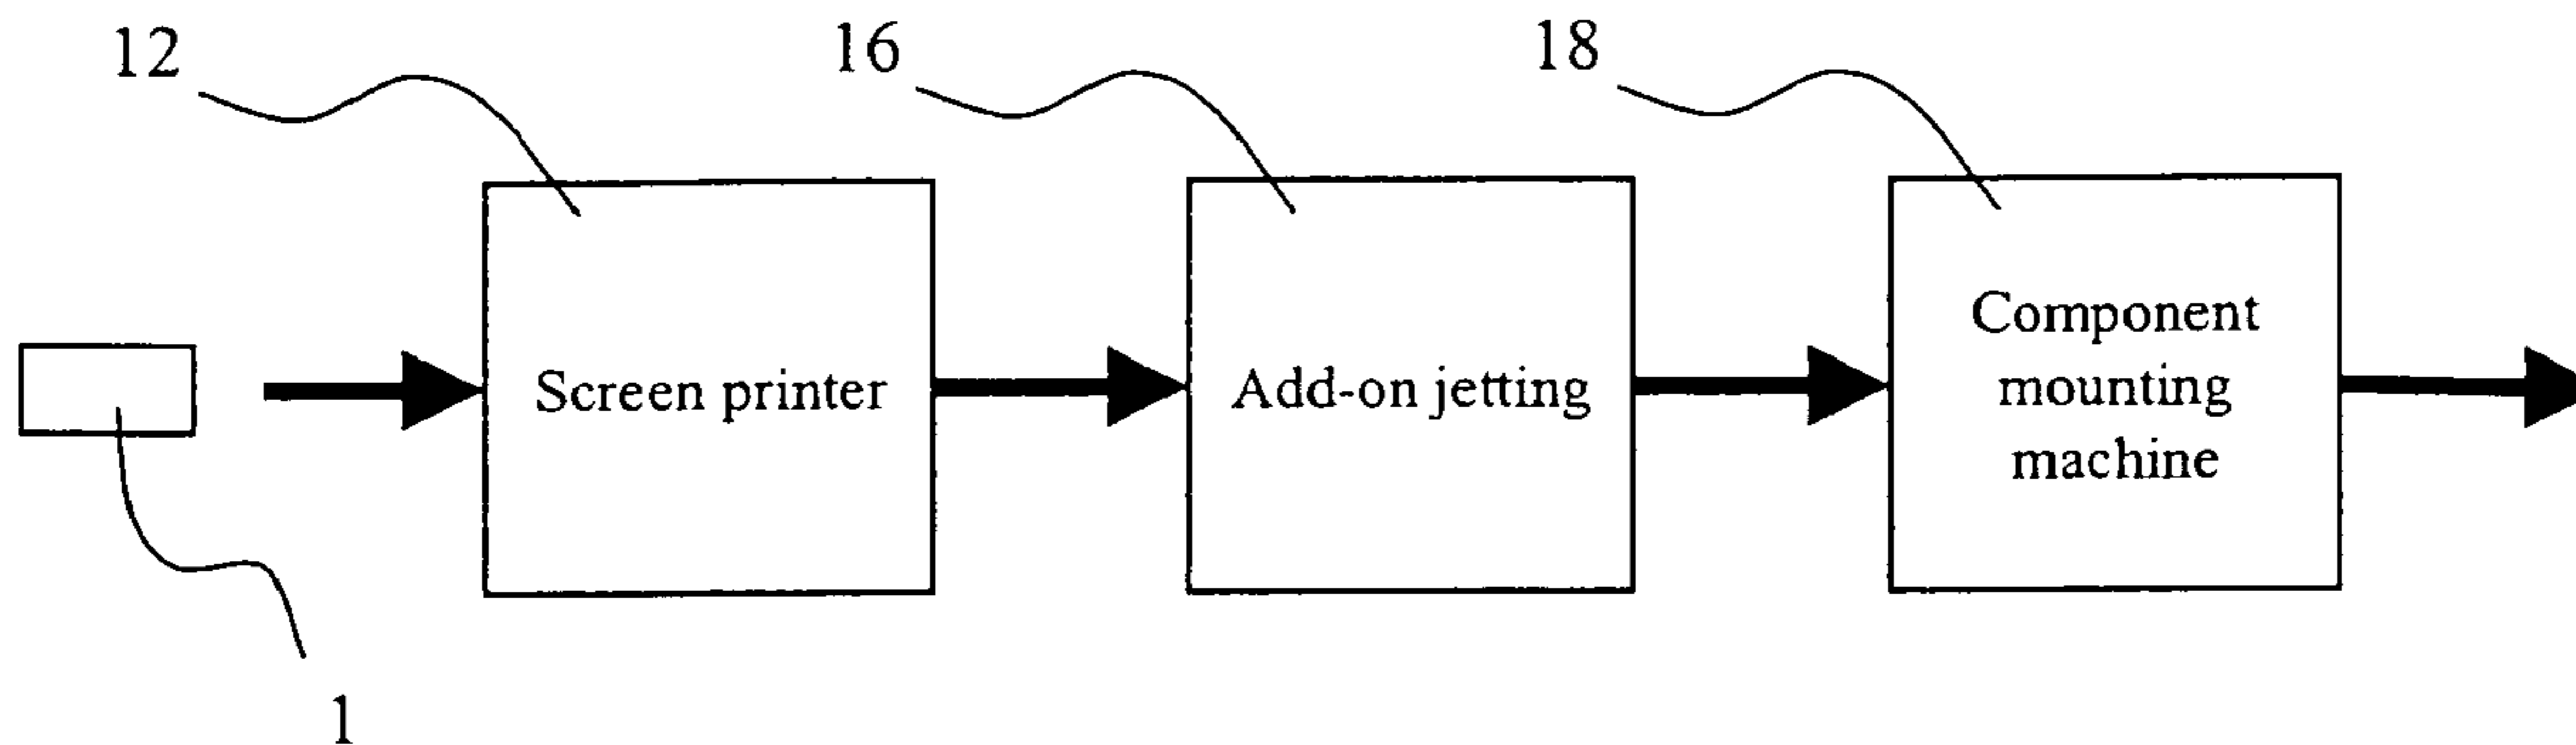 12
16
18
Screen printer
Add-on jetting
Component
mounting
machine
1